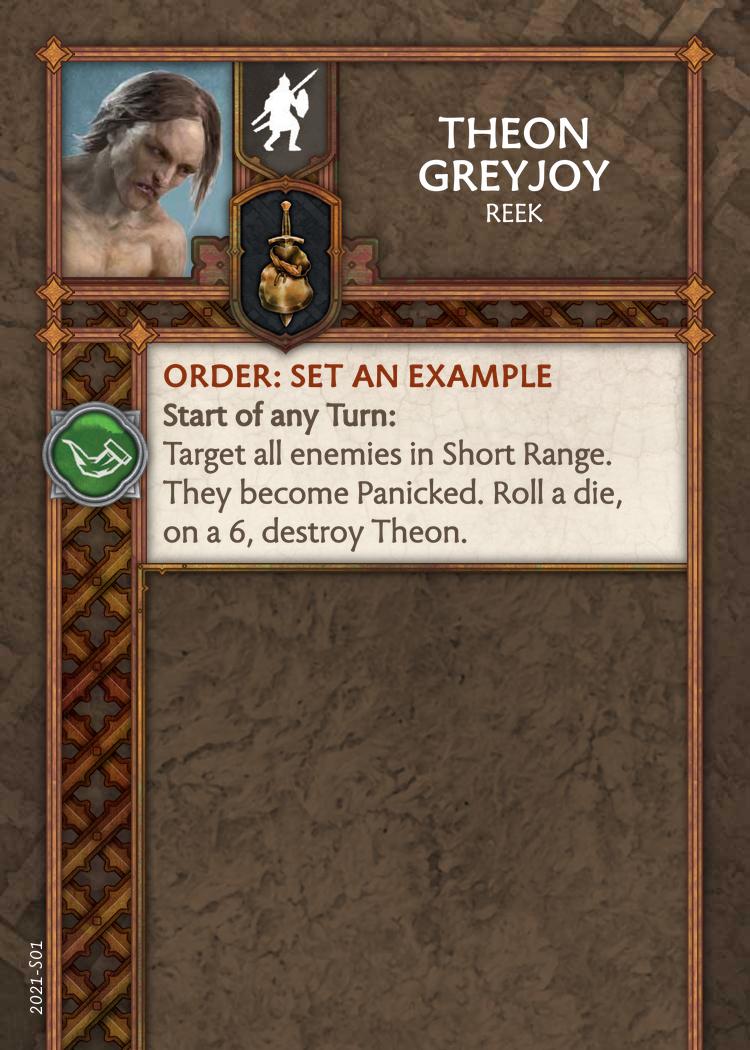 THEON
GREYJOY
REEK
ORDER: SET AN EXAMPLE
Start of any Turn:
Target all enemies in Short Range.
They become Panicked. Roll a die,
on a 6, destroy Theon.
2021-S01